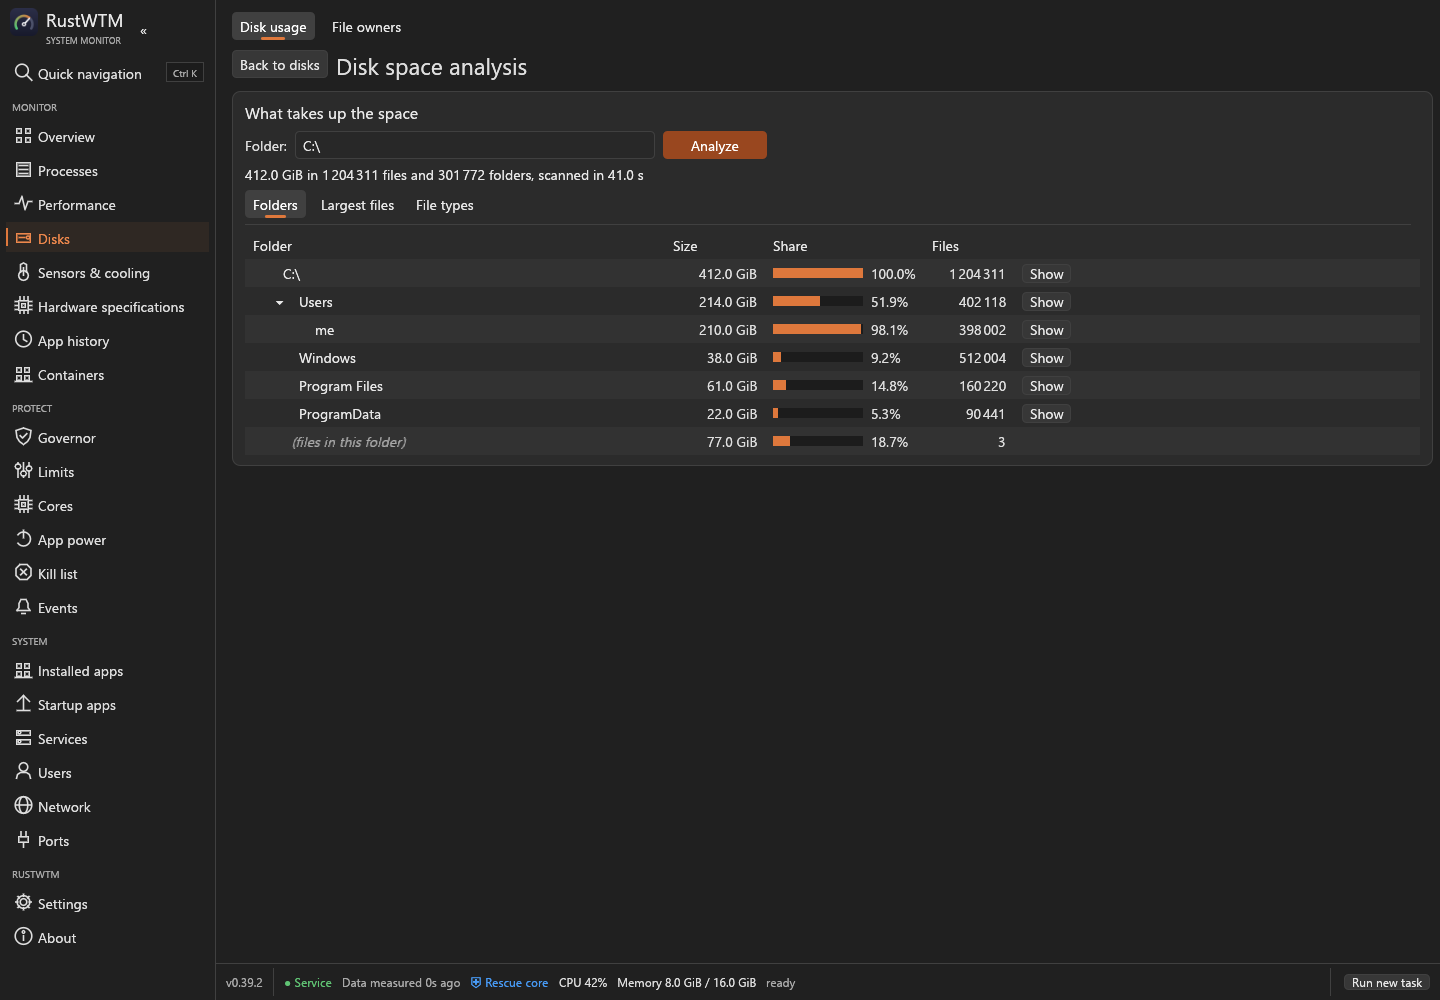 RustWTM
SYSTEM MONITOR
«
Quick navigation Ctrl K
MONITOR
Overview
Processes
Performance
Disks
Sensors & cooling
Hardware specifications
App history
Containers
PROTECT
Governor
Limits
Cores
App power
Kill list
Events
SYSTEM
Installed apps
Startup apps
Services
Users
Network
Ports
RUSTWTM
Settings
About
Disk usage File owners
Back to disks Disk space analysis
What takes up the space
Folder: C:\ Analyze
412.0 GiB in 1 204 311 files and 301 772 folders, scanned in 41.0 s
Folders Largest files File types
Folder Size Share Files
C:\ 412.0 GiB 100.0% 1 204 311 Show
Users 214.0 GiB 51.9% 402 118 Show
me 210.0 GiB 98.1% 398 002 Show
Windows 38.0 GiB 9.2% 512 004 Show
Program Files 61.0 GiB 14.8% 160 220 Show
ProgramData 22.0 GiB 5.3% 90 441 Show
(files in this folder) 77.0 GiB 18.7% 3
v0.39.2 Service Data measured 0s ago Rescue core CPU 42% Memory 8.0 GiB / 16.0 GiB ready Run new task